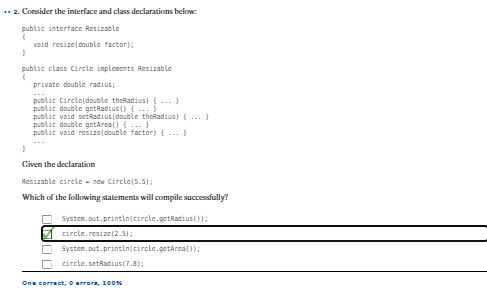 •• 2. Consider the interface and class declarations below:
public interface Resizable
{
void resize(double factor);
}
public class Circle implements Resizable
{
private double radius;
...
public Circle(double theRadius) { ... }
public double getRadius() { ... }
public void setRadius(double theRadius) { ... }
public double getArea() { ... }
public void resize(double factor) { ... }
...
}
Given the declaration
Resizable circle = new Circle(5.5);
Which of the following statements will compile successfully?
System.out.println(circle.getRadius());
circle.resize(2.5);
System.out.println(circle.getArea());
circle.setRadius(7.8);
One correct, 0 errors, 100%